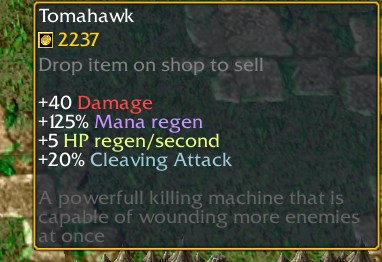 Tomahawk
2237
Drop item on shop to sell
+40 Damage
+125% Mana regen
+5 HP regen/second
+20% Cleaving Attack
A powerfull killing machine that is
capable of wounding more enemies
at once